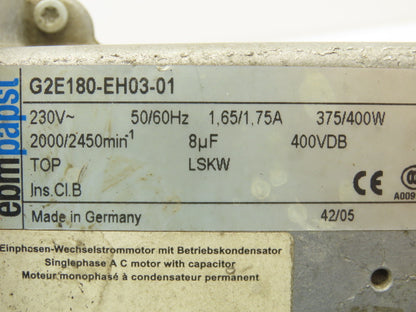 ebmpapst
G2E180-EH03-01
230V~ 50/60Hz 1,65/1,75A 375/400W
2000/2450min⁻¹ 8µF 400VDB
TOP LSKW
Ins.Cl.B
CE
A009
Made in Germany 42/05
Einphasen-Wechselstrommotor mit Betriebskondensator
Singlephase A C motor with capacitor
Moteur monophasé à condensateur permanent